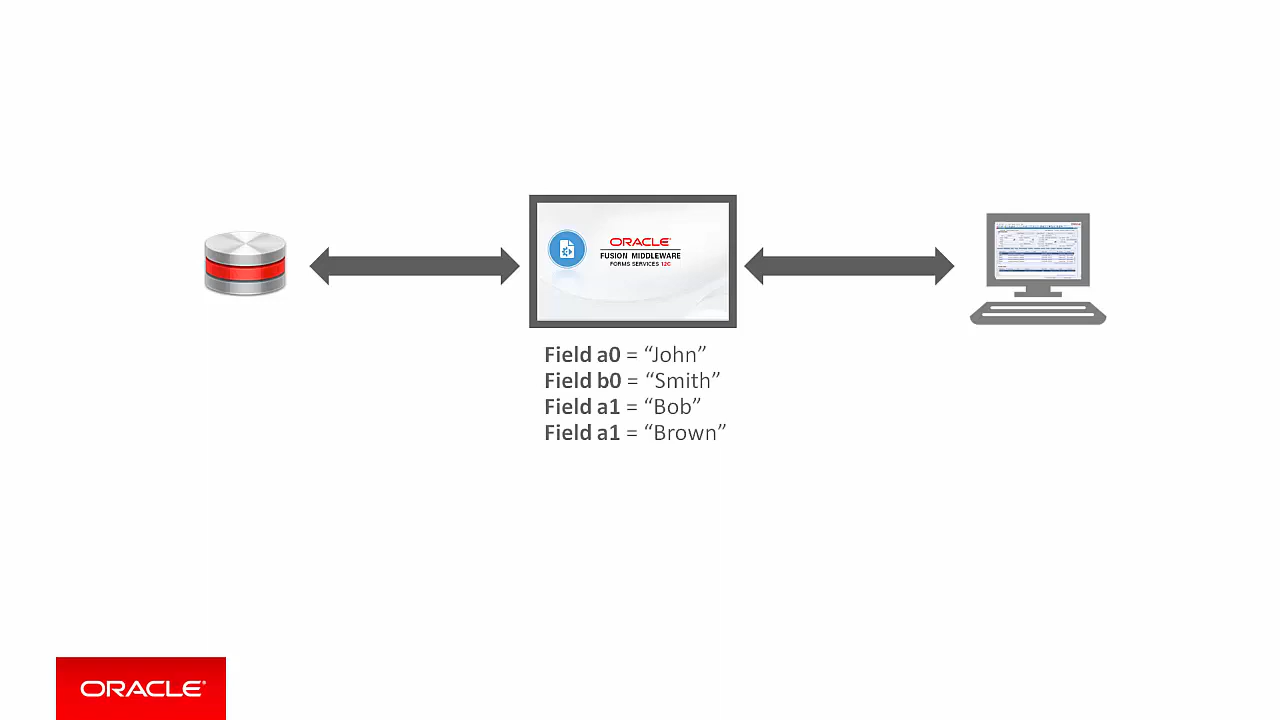 ORACLE
FUSION MIDDLEWARE
FORMS SERVICES 12C
Field a0 = “John”
Field b0 = “Smith”
Field a1 = “Bob”
Field a1 = “Brown”
ORACLE